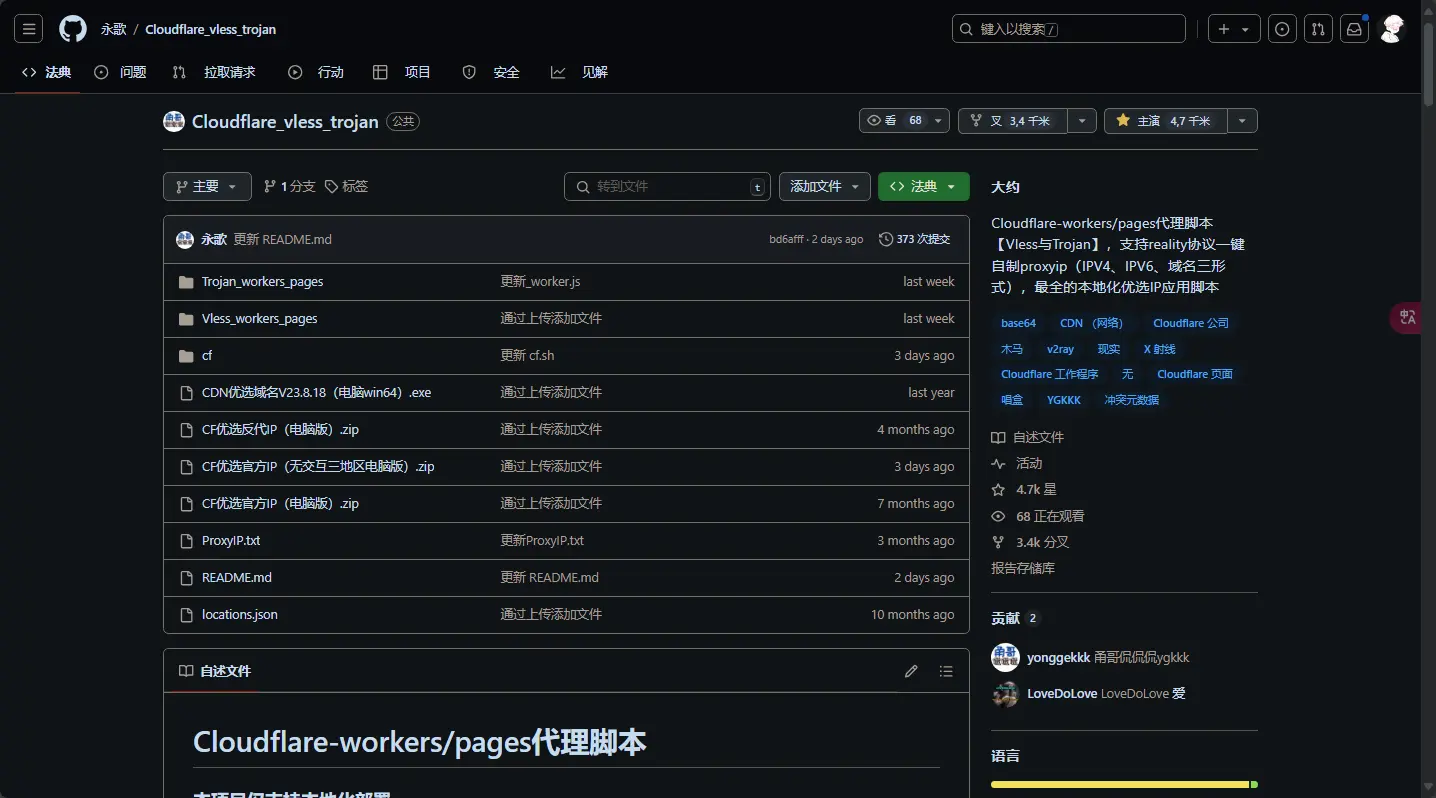 永歌 / Cloudflare_vless_trojan
键入以搜索 /
法典 问题 拉取请求 行动 项目 安全 见解
Cloudflare_vless_trojan 公共
看 68 叉 3,4 千米 主演 4,7 千米
主要 1 分支 标签 转到文件 t 添加文件 法典
永歌 更新 README.md bd6afff · 2 days ago 373 次提交
Trojan_workers_pages 更新_worker.js last week
Vless_workers_pages 通过上传添加文件 last week
cf 更新 cf.sh 3 days ago
CDN优选域名V23.8.18（电脑win64）.exe 通过上传添加文件 last year
CF优选反代IP（电脑版）.zip 通过上传添加文件 4 months ago
CF优选官方IP（无交互三地区电脑版）.zip 通过上传添加文件 3 days ago
CF优选官方IP（电脑版）.zip 通过上传添加文件 7 months ago
ProxyIP.txt 更新ProxyIP.txt 3 months ago
README.md 更新 README.md 2 days ago
locations.json 通过上传添加文件 10 months ago
自述文件
Cloudflare-workers/pages代理脚本
本项目仅支持本地化部署
大约
Cloudflare-workers/pages代理脚本
【Vless与Trojan】，支持reality协议一键
自制proxyip（IPV4、IPV6、域名三形
式），最全的本地化优选IP应用脚本
base64 CDN （网络） Cloudflare 公司
木马 v2ray 现实 X 射线
Cloudflare 工作程序 无 Cloudflare 页面
唱盒 YGKKK 冲突元数据
自述文件
活动
4.7k 星
68 正在观看
3.4k 分叉
报告存储库
贡献 2
yonggekkk 甬哥侃侃侃ygkkk
LoveDoLove LoveDoLove 爱
语言